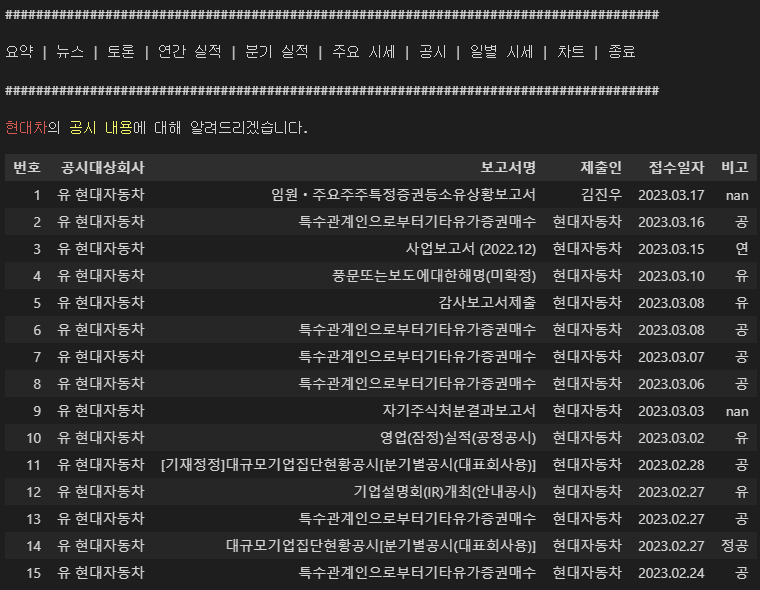 #####################################################################################
요약 | 뉴스 | 토론 | 연간 실적 | 분기 실적 | 주요 시세 | 공시 | 일별 시세 | 차트 | 종료
#####################################################################################
현대차의 공시 내용에 대해 알려드리겠습니다.
번호 공시대상회사 보고서명 제출인 접수일자 비고
1 유 현대자동차 임원・주요주주특정증권등소유상황보고서 김진우 2023.03.17 nan
2 유 현대자동차 특수관계인으로부터기타유가증권매수 현대자동차 2023.03.16 공
3 유 현대자동차 사업보고서 (2022.12) 현대자동차 2023.03.15 연
4 유 현대자동차 풍문또는보도에대한해명(미확정) 현대자동차 2023.03.10 유
5 유 현대자동차 감사보고서제출 현대자동차 2023.03.08 유
6 유 현대자동차 특수관계인으로부터기타유가증권매수 현대자동차 2023.03.08 공
7 유 현대자동차 특수관계인으로부터기타유가증권매수 현대자동차 2023.03.07 공
8 유 현대자동차 특수관계인으로부터기타유가증권매수 현대자동차 2023.03.06 공
9 유 현대자동차 자기주식처분결과보고서 현대자동차 2023.03.03 nan
10 유 현대자동차 영업(잠정)실적(공정공시) 현대자동차 2023.03.02 유
11 유 현대자동차 [기재정정]대규모기업집단현황공시[분기별공시(대표회사용)] 현대자동차 2023.02.28 공
12 유 현대자동차 기업설명회(IR)개최(안내공시) 현대자동차 2023.02.27 유
13 유 현대자동차 특수관계인으로부터기타유가증권매수 현대자동차 2023.02.27 공
14 유 현대자동차 대규모기업집단현황공시[분기별공시(대표회사용)] 현대자동차 2023.02.27 정공
15 유 현대자동차 특수관계인으로부터기타유가증권매수 현대자동차 2023.02.24 공